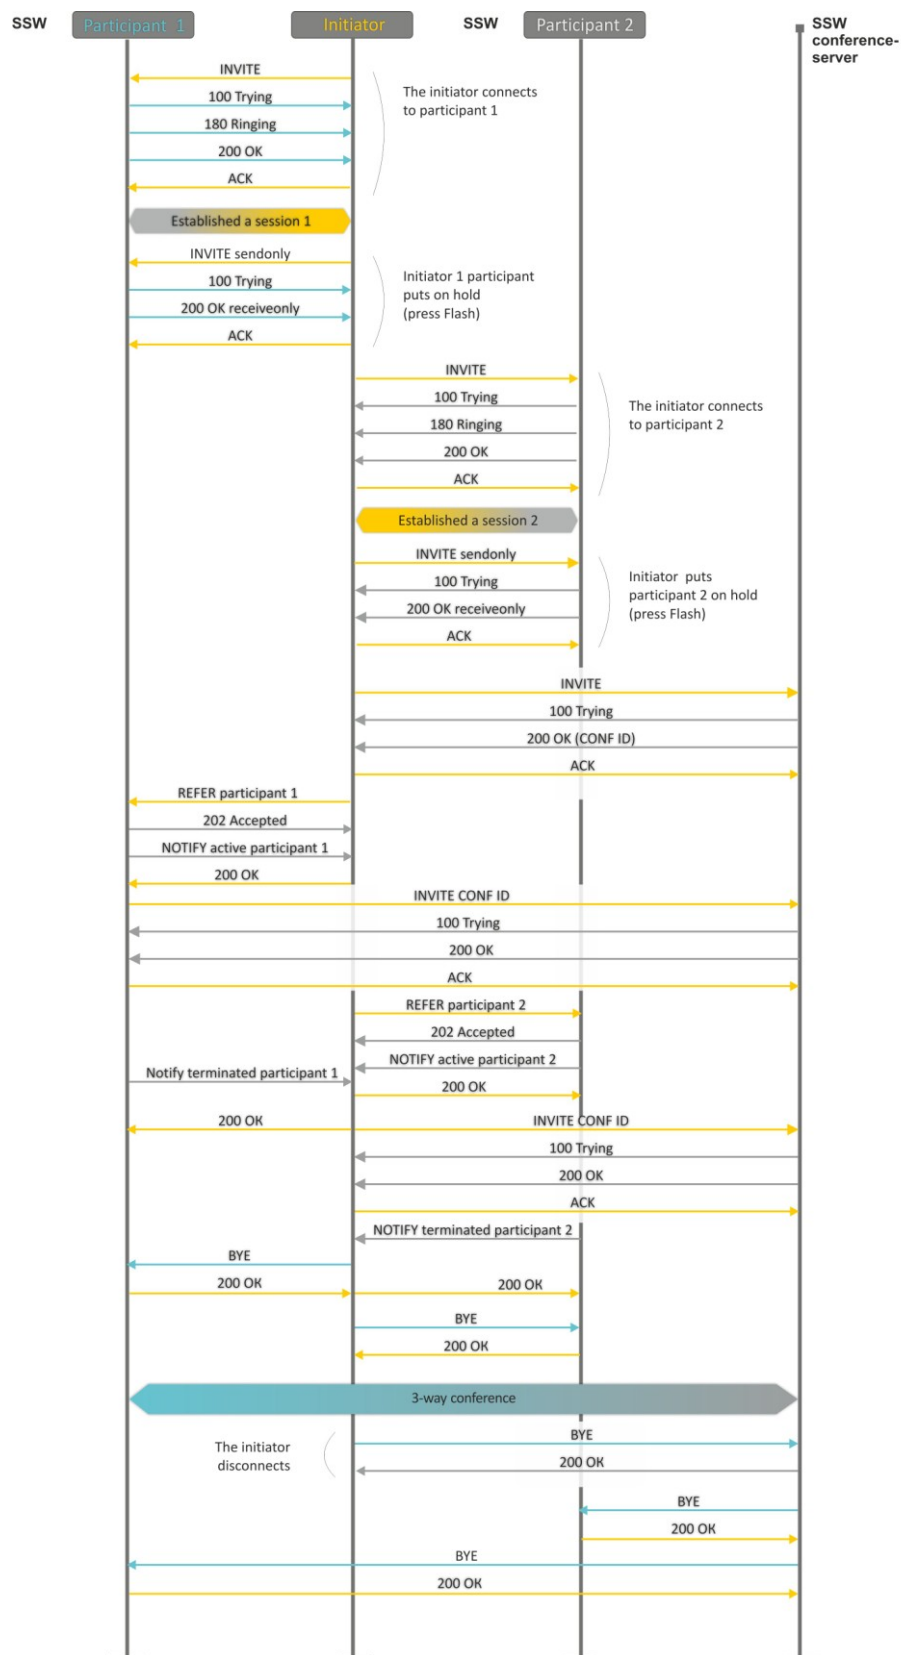 SSW
Participant 1
Initiator
SSW
Participant 2
SSW
conference-
server
INVITE
100 Trying
180 Ringing
200 OK
ACK
The initiator connects
to participant 1
Established a session 1
INVITE sendonly
100 Trying
200 OK receiveonly
ACK
Initiator 1 participant
puts on hold
(press Flash)
INVITE
100 Trying
180 Ringing
200 OK
ACK
The initiator connects
to participant 2
Established a session 2
INVITE sendonly
100 Trying
200 OK receiveonly
ACK
Initiator puts
participant 2 on hold
(press Flash)
INVITE
100 Trying
200 OK (CONF ID)
ACK
REFER participant 1
202 Accepted
NOTIFY active participant 1
200 OK
INVITE CONF ID
100 Trying
200 OK
ACK
REFER participant 2
202 Accepted
NOTIFY active participant 2
Notify terminated participant 1
200 OK
200 OK
INVITE CONF ID
100 Trying
200 OK
ACK
NOTIFY terminated participant 2
BYE
200 OK
200 OK
BYE
200 OK
3-way conference
The initiator
disconnects
BYE
200 OK
BYE
200 OK
BYE
200 OK